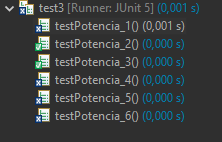 test3 [Runner: JUnit 5] (0,001 s)
testPotencia_1() (0,001 s)
testPotencia_2() (0,000 s)
testPotencia_3() (0,000 s)
testPotencia_4() (0,000 s)
testPotencia_5() (0,000 s)
testPotencia_6() (0,000 s)